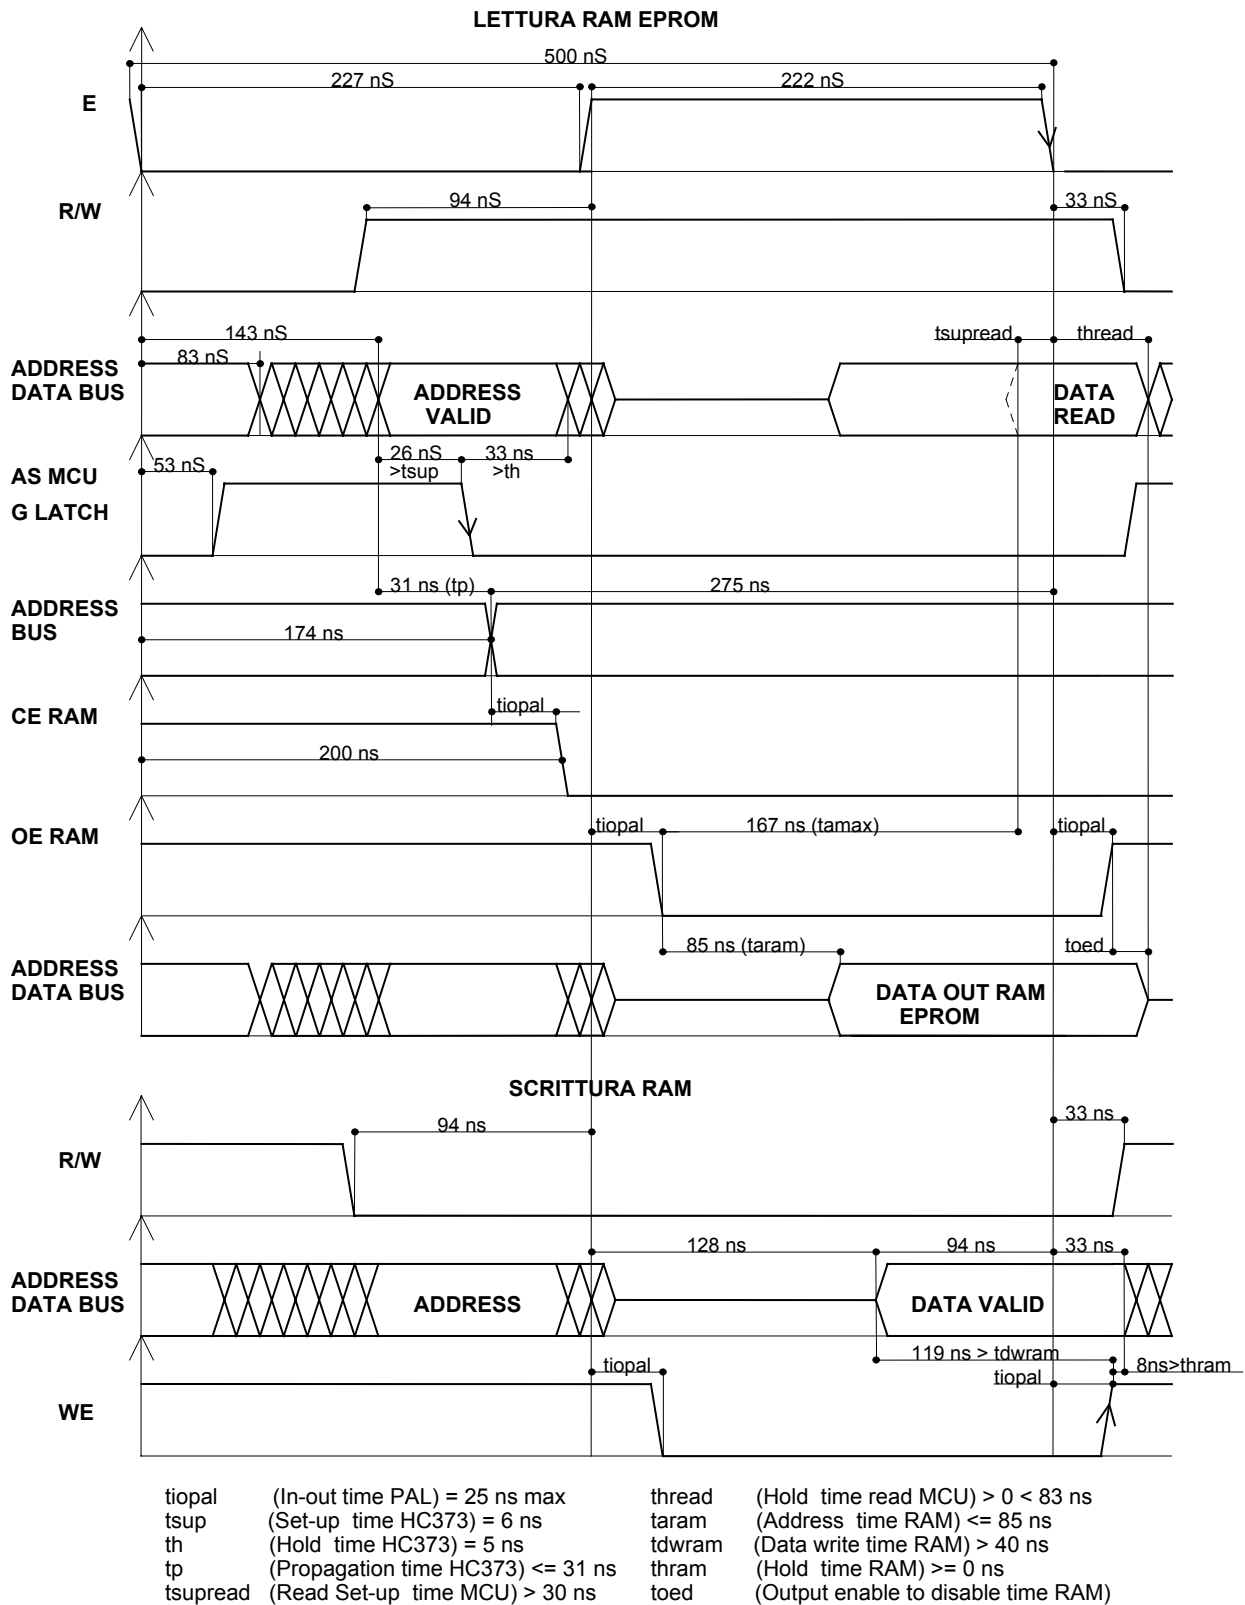 LETTURA RAM EPROM
500 nS
227 nS
222 nS
E
94 nS
33 nS
R/W
143 nS
tsupread
thread
83 nS
ADDRESS
DATA BUS
ADDRESS
VALID
DATA
READ
26 nS
>tsup
33 ns
>th
53 nS
AS MCU
G LATCH
31 ns (tp)
275 ns
ADDRESS
BUS
174 ns
tiopal
CE RAM
200 ns
tiopal
167 ns (tamax)
tiopal
OE RAM
85 ns (taram)
toed
ADDRESS
DATA BUS
DATA OUT RAM
EPROM
SCRITTURA RAM
94 ns
33 ns
R/W
128 ns
94 ns
33 ns
ADDRESS
DATA BUS
ADDRESS
DATA VALID
119 ns > tdwram
tiopal
8ns>thram
tiopal
WE
tiopal (In-out time PAL) = 25 ns max
tsup (Set-up time HC373) = 6 ns
th (Hold time HC373) = 5 ns
tp (Propagation time HC373) <= 31 ns
tsupread (Read Set-up time MCU) > 30 ns
thread (Hold time read MCU) > 0 < 83 ns
taram (Address time RAM) <= 85 ns
tdwram (Data write time RAM) > 40 ns
thram (Hold time RAM) >= 0 ns
toed (Output enable to disable time RAM)